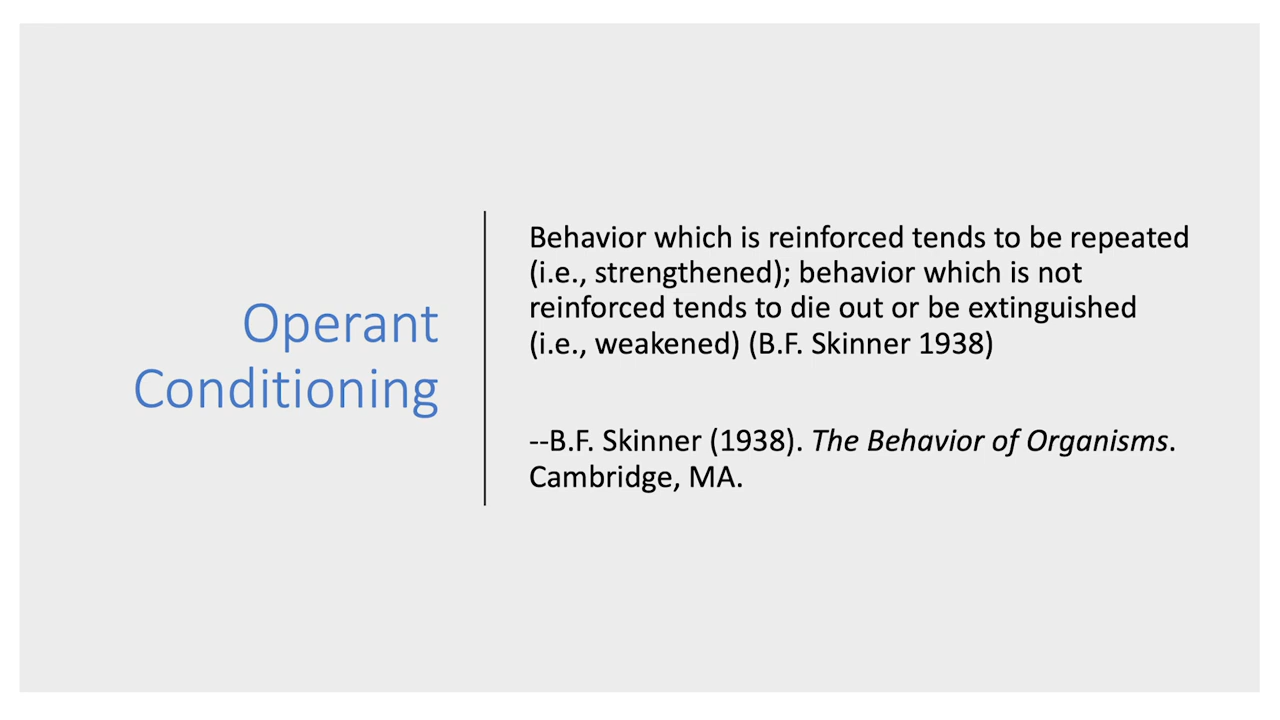 Operant
Conditioning
Behavior which is reinforced tends to be repeated
(i.e., strengthened); behavior which is not
reinforced tends to die out or be extinguished
(i.e., weakened) (B.F. Skinner 1938)
--B.F. Skinner (1938). The Behavior of Organisms.
Cambridge, MA.